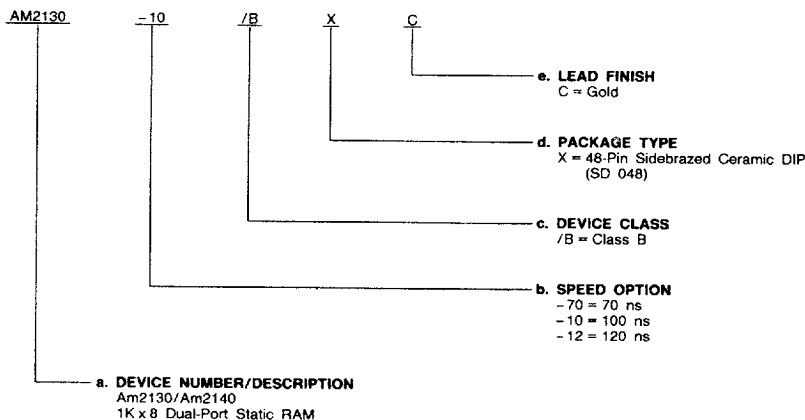 AM2130 -10 /B X C
e. LEAD FINISH
C = Gold
d. PACKAGE TYPE
X = 48-Pin Sidebrazed Ceramic DIP
(SD 048)
c. DEVICE CLASS
/B = Class B
b. SPEED OPTION
-70 = 70 ns
-10 = 100 ns
-12 = 120 ns
a. DEVICE NUMBER/DESCRIPTION
Am2130/Am2140
1K x 8 Dual-Port Static RAM